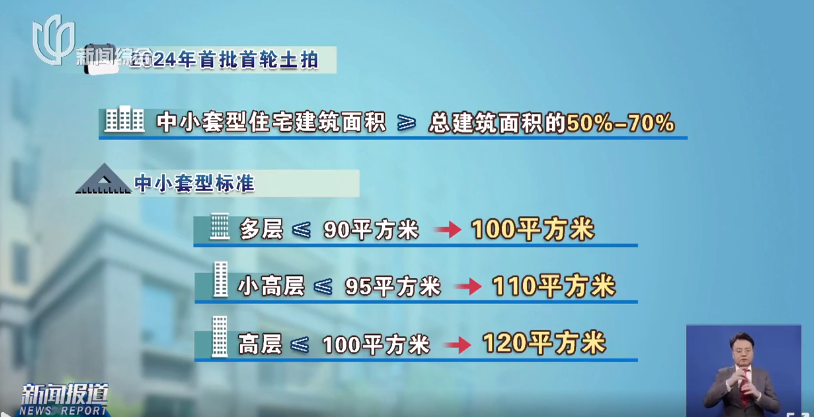 新闻综合
2024年首批首轮土拍
中小套型住宅建筑面积 ≥ 总建筑面积的50%-70%
中小套型标准
多层 ≤ 90平方米 → 100平方米
小高层 ≤ 95平方米 → 110平方米
高层 ≤ 100平方米 → 120平方米
新闻报道
NEWS REPORT